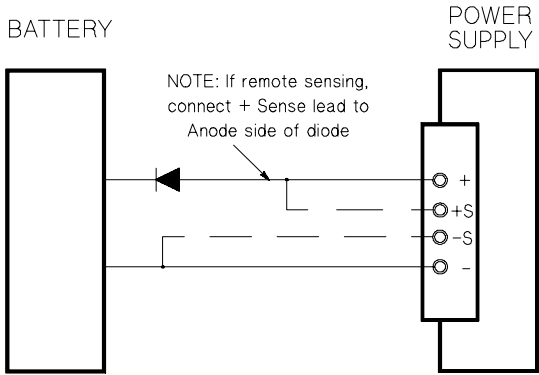 BATTERY
POWER
SUPPLY
NOTE: If remote sensing,
connect + Sense lead to
Anode side of diode
+
+S
-S
-